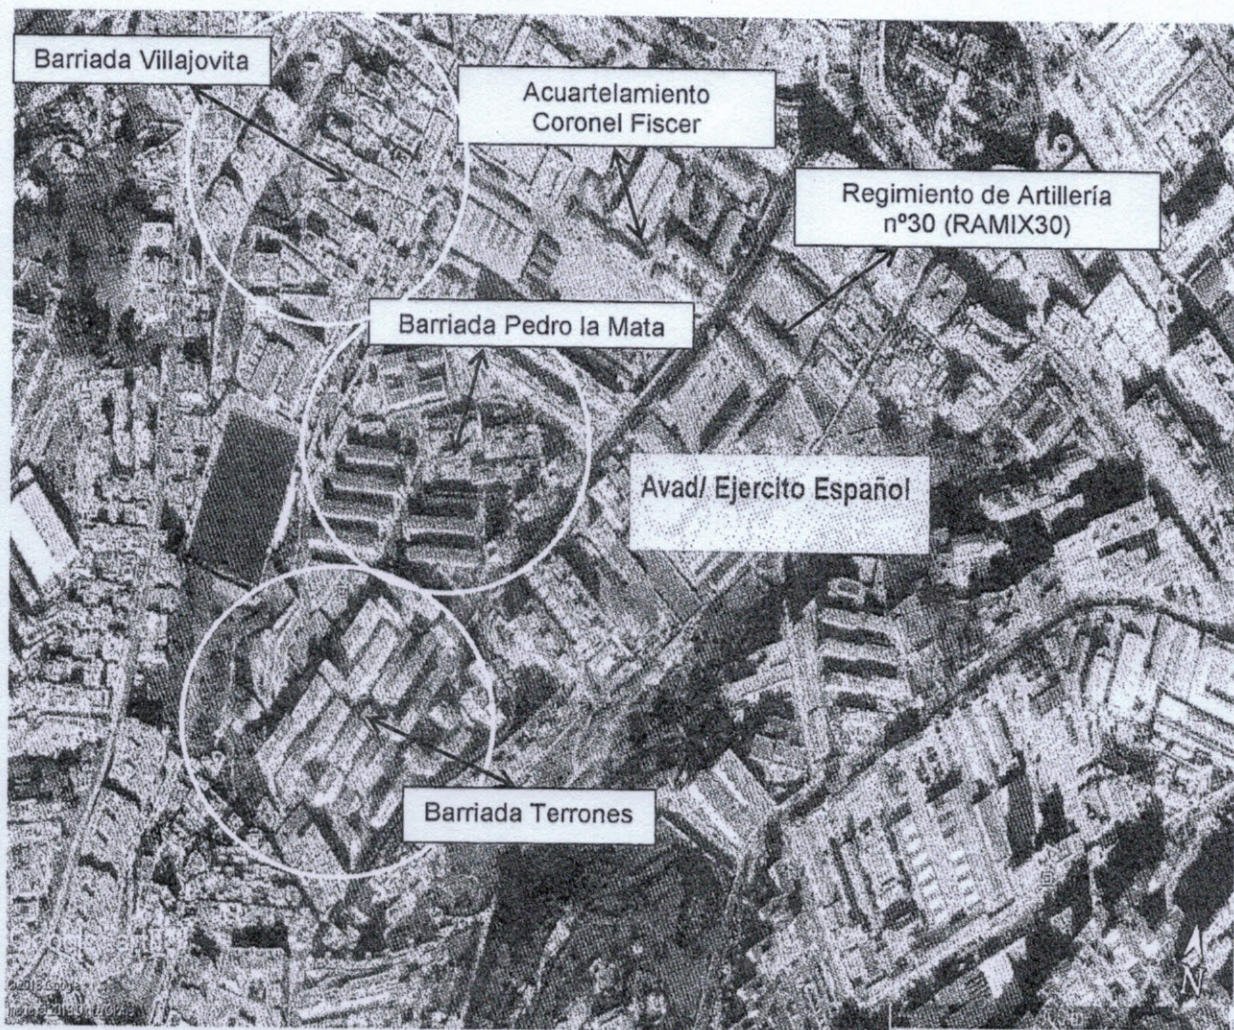 Barriada Villajovita
Acuartelamiento
Coronel Fiscer
Regimiento de Artillería
nº30 (RAMIX30)
Barriada Pedro la Mata
Avad/ Ejercito Español
Barriada Terrones
N